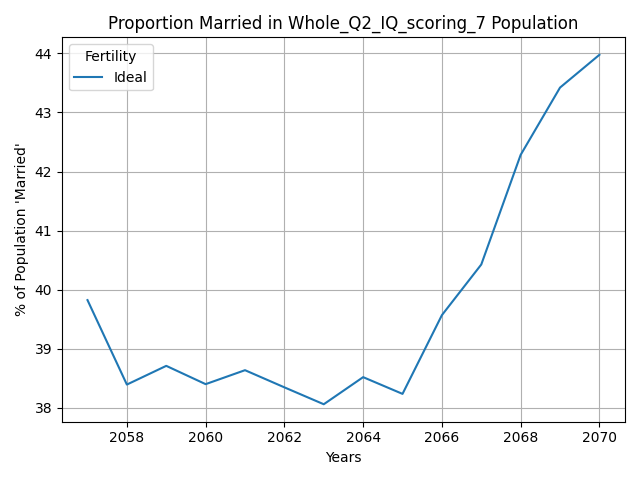 Proportion Married in Whole_Q2_IQ_scoring_7 Population
Fertility
Ideal
% of Population 'Married'
44
43
42
41
40
39
38
2058 2060 2062 2064 2066 2068 2070
Years